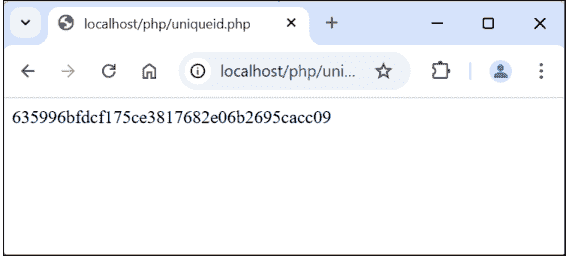 localhost/php/uniqueid.php
localhost/php/uni...
635996bfdcf175ce3817682e06b2695cacc09